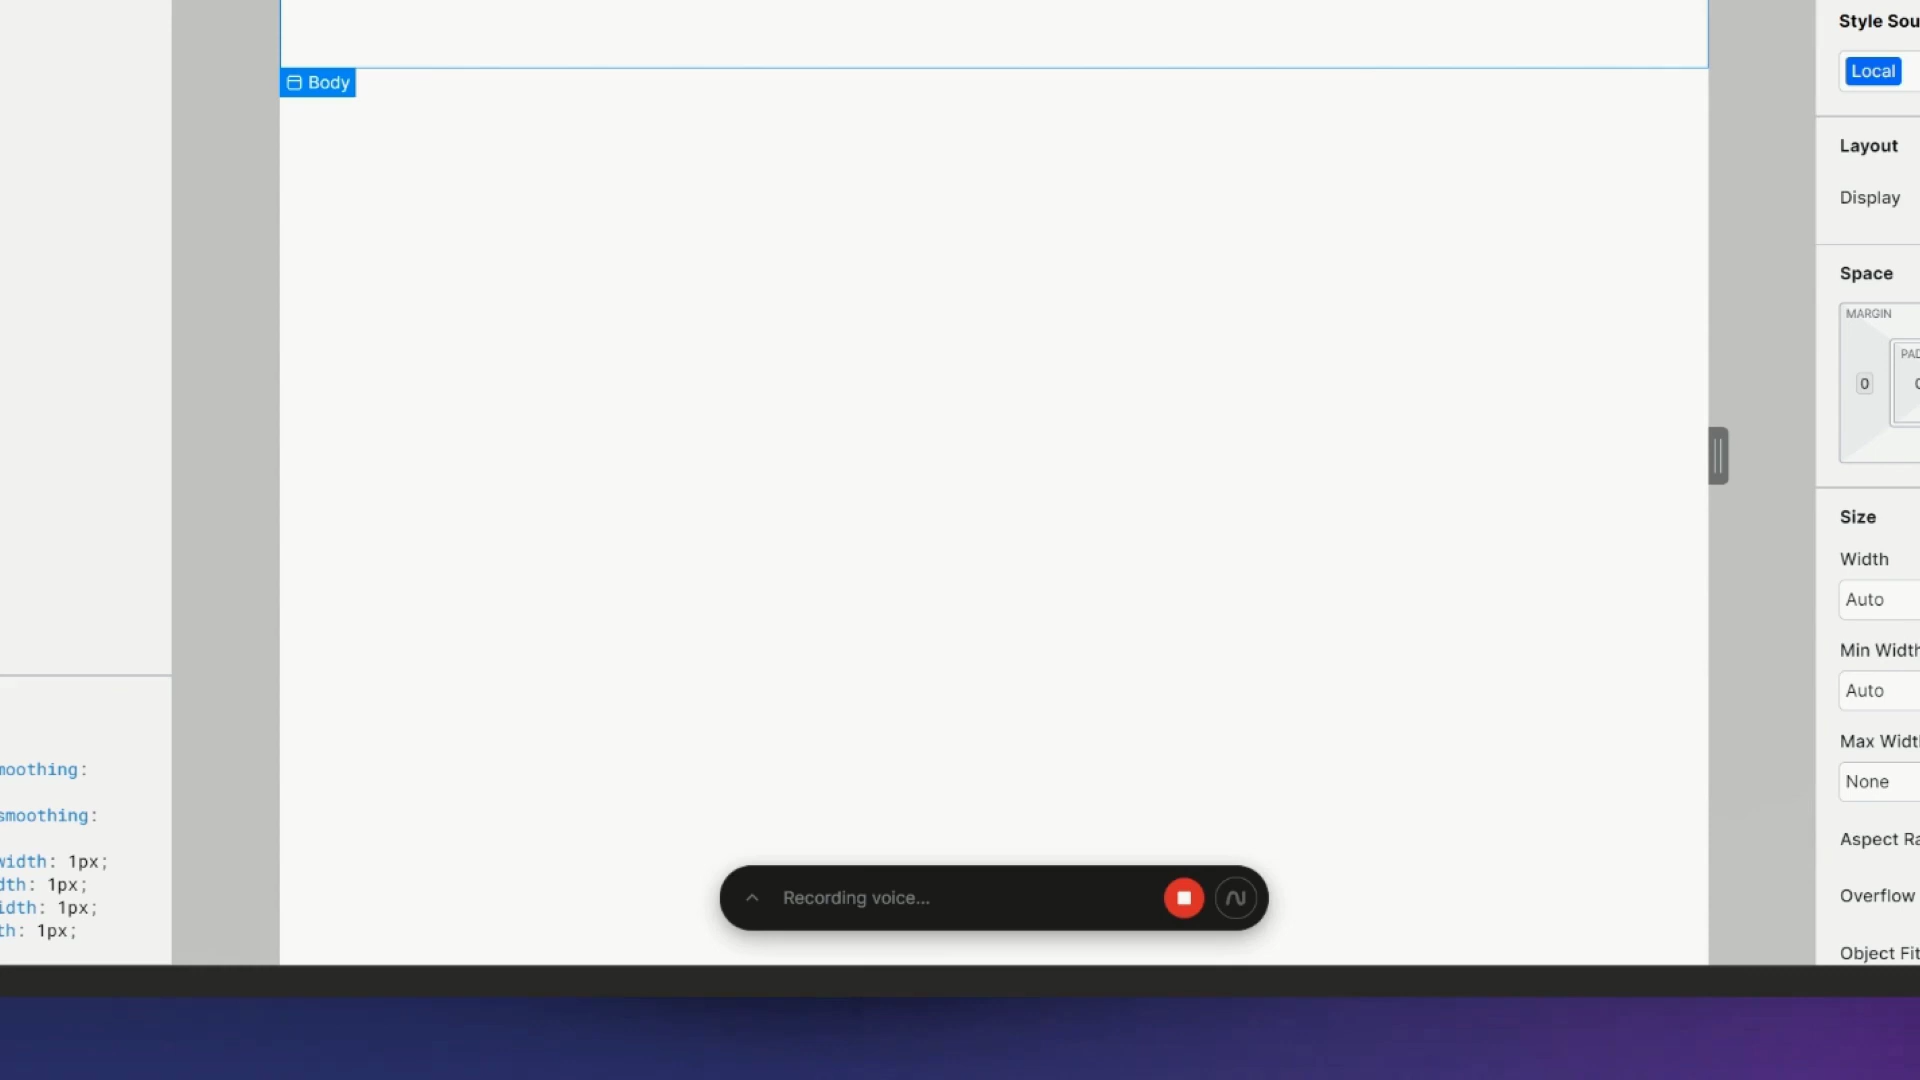 Body
moothing:
smoothing:
width: 1px;
dth: 1px;
idth: 1px;
th: 1px;
Recording voice...
Style Sou
Local
Layout
Display
Space
MARGIN
PAD
0
Size
Width
Auto
Min Width
Auto
Max Widt
None
Aspect Ra
Overflow
Object Fit